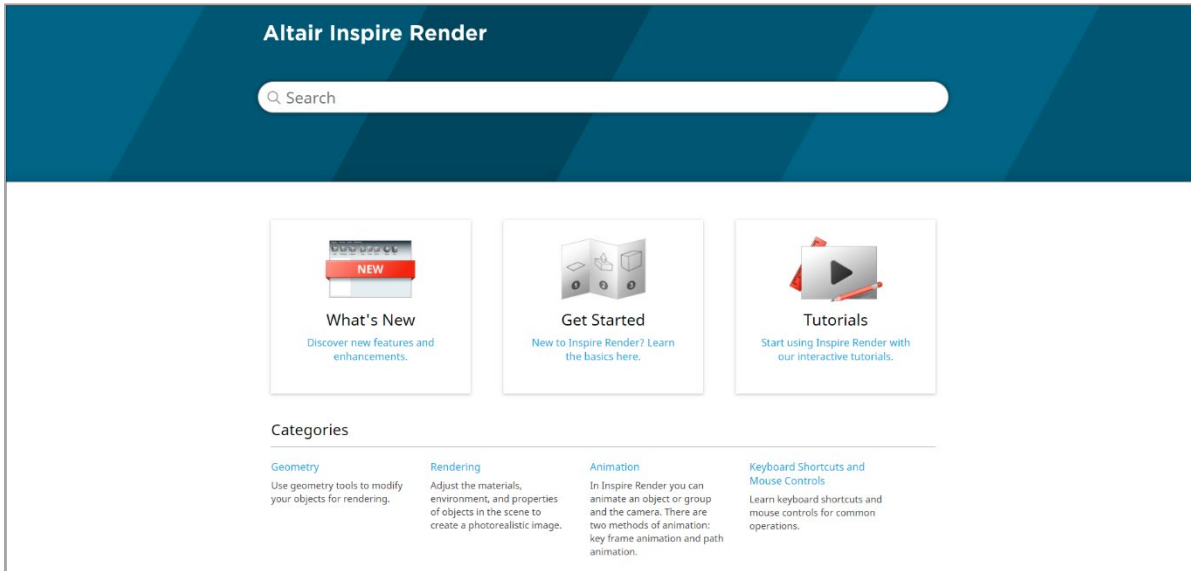 Altair Inspire Render
Search
NEW
What's New
Discover new features and
enhancements.
1 2 3
Get Started
New to Inspire Render? Learn
the basics here.
Tutorials
Start using Inspire Render with
our interactive tutorials.
Categories
Geometry
Use geometry tools to modify
your objects for rendering.
Rendering
Adjust the materials,
environment, and properties
of objects in the scene to
create a photorealistic image.
Animation
In Inspire Render you can
animate an object or group
and the camera. There are
two methods of animation:
key frame animation and path
animation.
Keyboard Shortcuts and
Mouse Controls
Learn keyboard shortcuts and
mouse controls for common
operations.